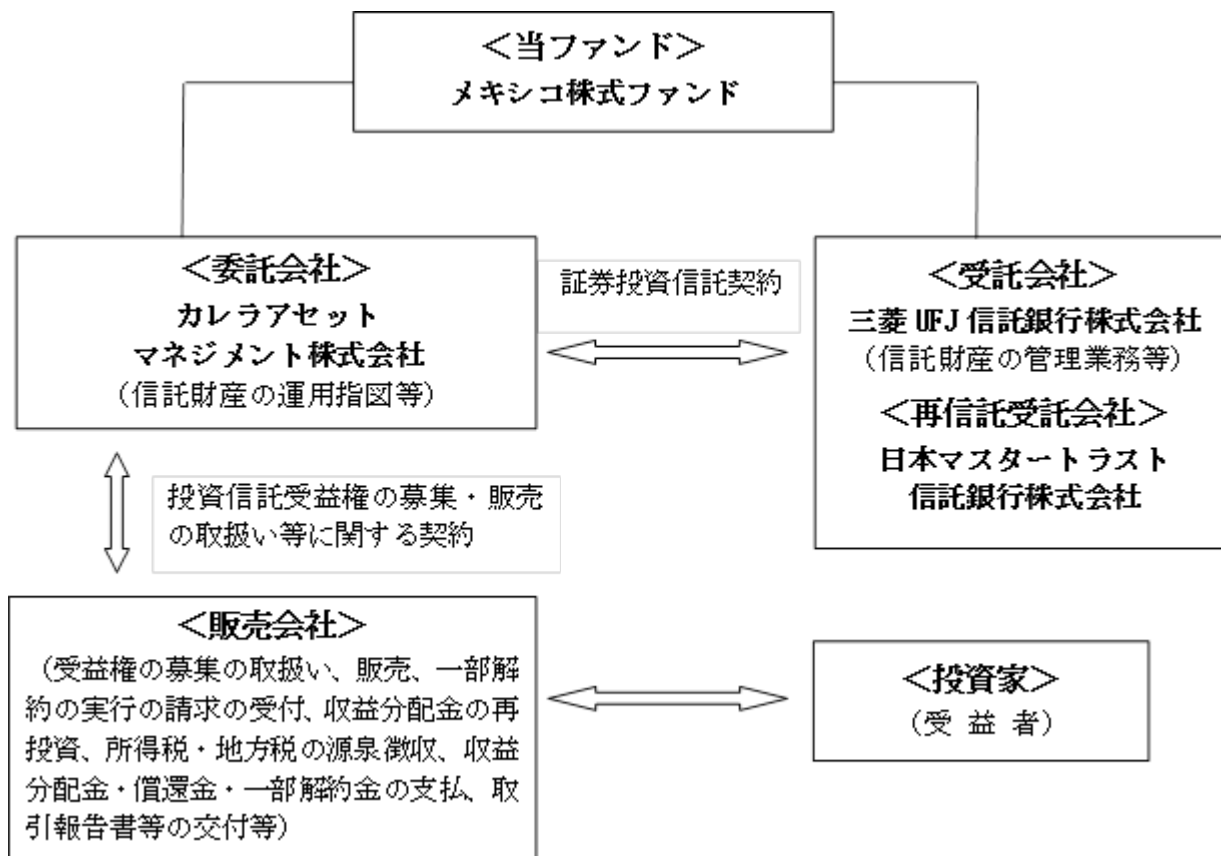 <当ファンド>
メキシコ株式ファンド
<委託会社>
カレラアセット
マネジメント株式会社
(信託財産の運用指図等)
証券投資信託契約
<受託会社>
三菱 UFJ 信託銀行株式会社
(信託財産の管理業務等)
<再信託受託会社>
日本マスタートラスト
信託銀行株式会社
投資信託受益権の募集・販売
の取扱い等に関する契約
<販売会社>
(受益権の募集の取扱い、販売、一部解
約の実行の請求の受付、収益分配金の再
投資、所得税・地方税の源泉徴収、収益
分配金・償還金・一部解約金の支払、取
引報告書等の交付等)
<投資家>
(受 益 者)